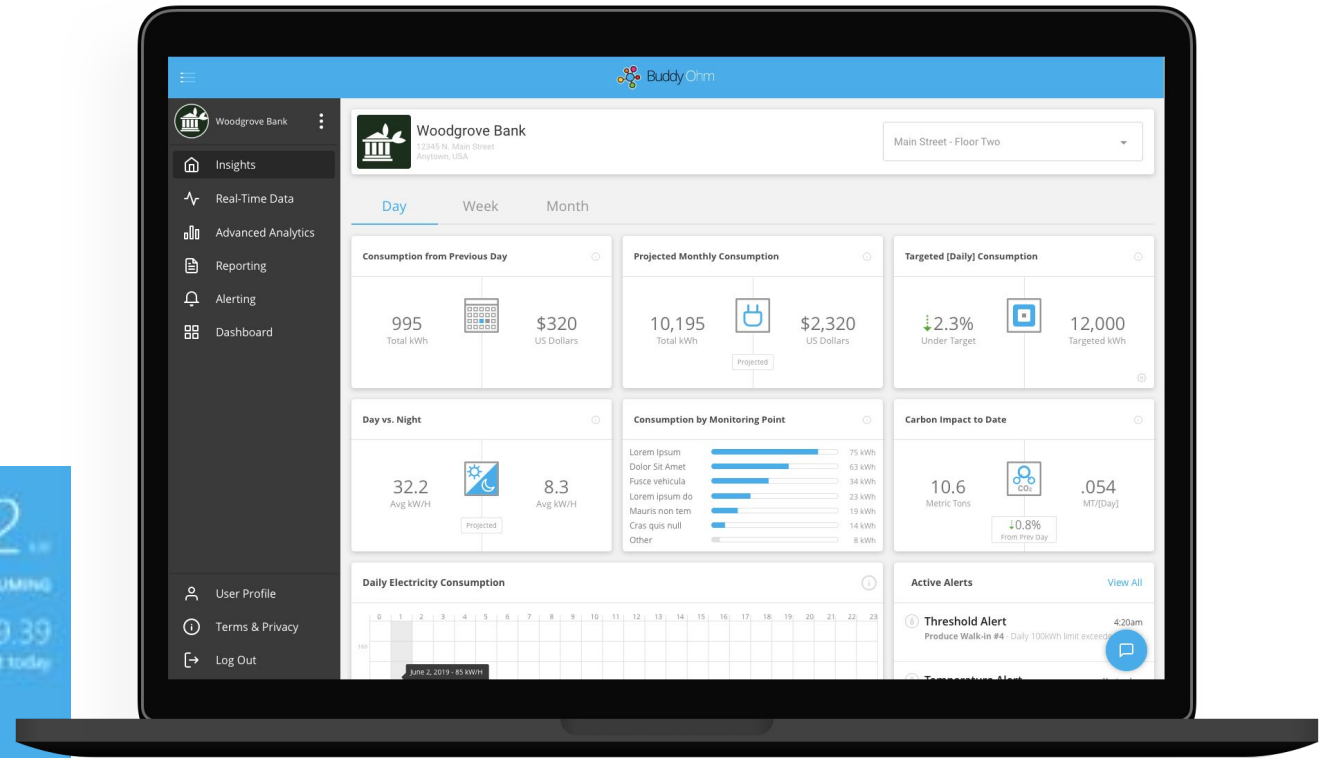 Buddy Ohm
Woodgrove Bank
Insights
Real-Time Data
Advanced Analytics
Reporting
Alerting
Dashboard
User Profile
Terms & Privacy
Log Out
Woodgrove Bank
12345 N. Main Street
Anytown, USA
Main Street - Floor Two
Day Week Month
Consumption from Previous Day
995
Total kWh
$320
US Dollars
Projected Monthly Consumption
10,195
Total kWh
$2,320
US Dollars
Projected
Targeted [Daily] Consumption
↓2.3%
Under Target
12,000
Targeted kWh
Day vs. Night
32.2
Avg kW/H
8.3
Avg kW/H
Projected
Consumption by Monitoring Point
Lorem Ipsum 75 kWh
Dolor Sit Amet 63 kWh
Fusce vehicula 34 kWh
Lorem ipsum do 23 kWh
Mauris non tem 19 kWh
Cras quis null 14 kWh
Other 8 kWh
Carbon Impact to Date
10.6
Metric Tons
CO₂
.054
MT/[Day]
↓0.8%
From Prev Day
Daily Electricity Consumption
0 1 2 3 4 5 6 7 8 9 10 11 12 13 14 15 16 17 18 19 20 21 22 23
160
June 2, 2019 - 85 kW/H
Active Alerts
View All
Threshold Alert 4:20am
Produce Walk-in #4 - Daily 100kWh limit exceede
Temperature Alert
2
UMING
9.39
t today